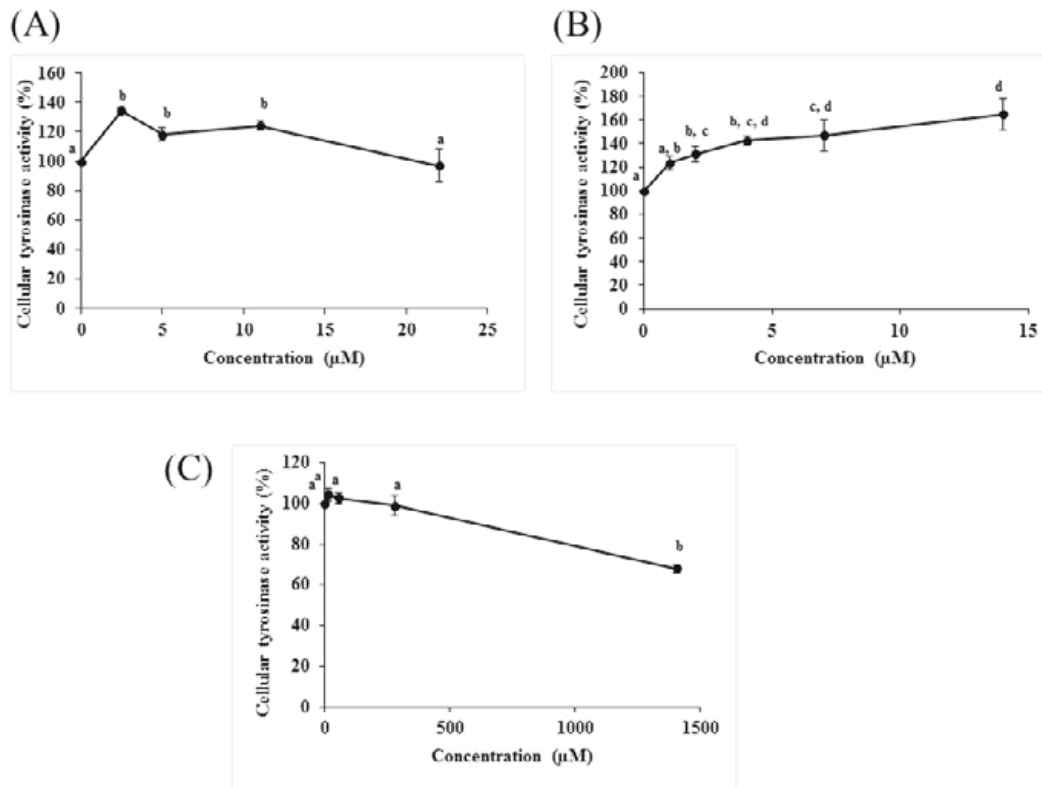 (A)
Cellular tyrosinase activity (%)
160
140
120
100
80
60
40
20
0
a
b
b
b
a
0 5 10 15 20 25
Concentration (µM)
(B)
Cellular tyrosinase activity (%)
200
180
160
140
120
100
80
60
40
20
0
a
a, b
b, c
b, c, d
c, d
d
0 5 10 15
Concentration (µM)
(C)
Cellular tyrosinase activity (%)
120
100
80
60
40
20
0
a
a
a
a
b
0 500 1000 1500
Concentration (µM)